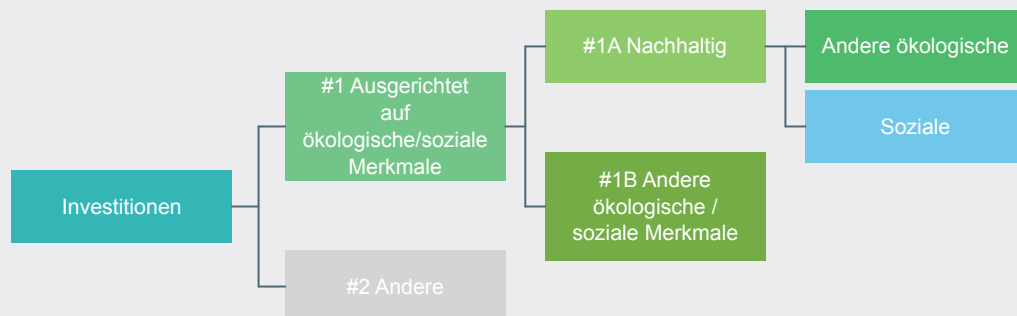 Investitionen
#1 Ausgerichtet
auf
ökologische/soziale
Merkmale
#2 Andere
#1A Nachhaltig
#1B Andere
ökologische /
soziale Merkmale
Andere ökologische
Soziale